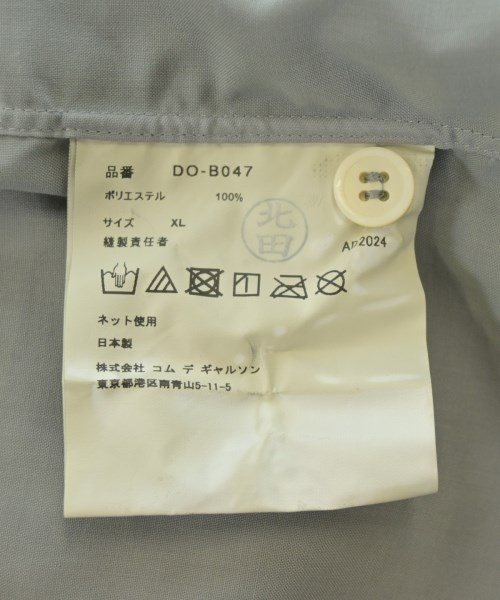 品番 DO-B047
ポリエステル 100%
サイズ XL
縫製責任者 北田
AD2024
ネット使用
日本製
株式会社 コム デ ギャルソン
東京都港区南青山5-11-5